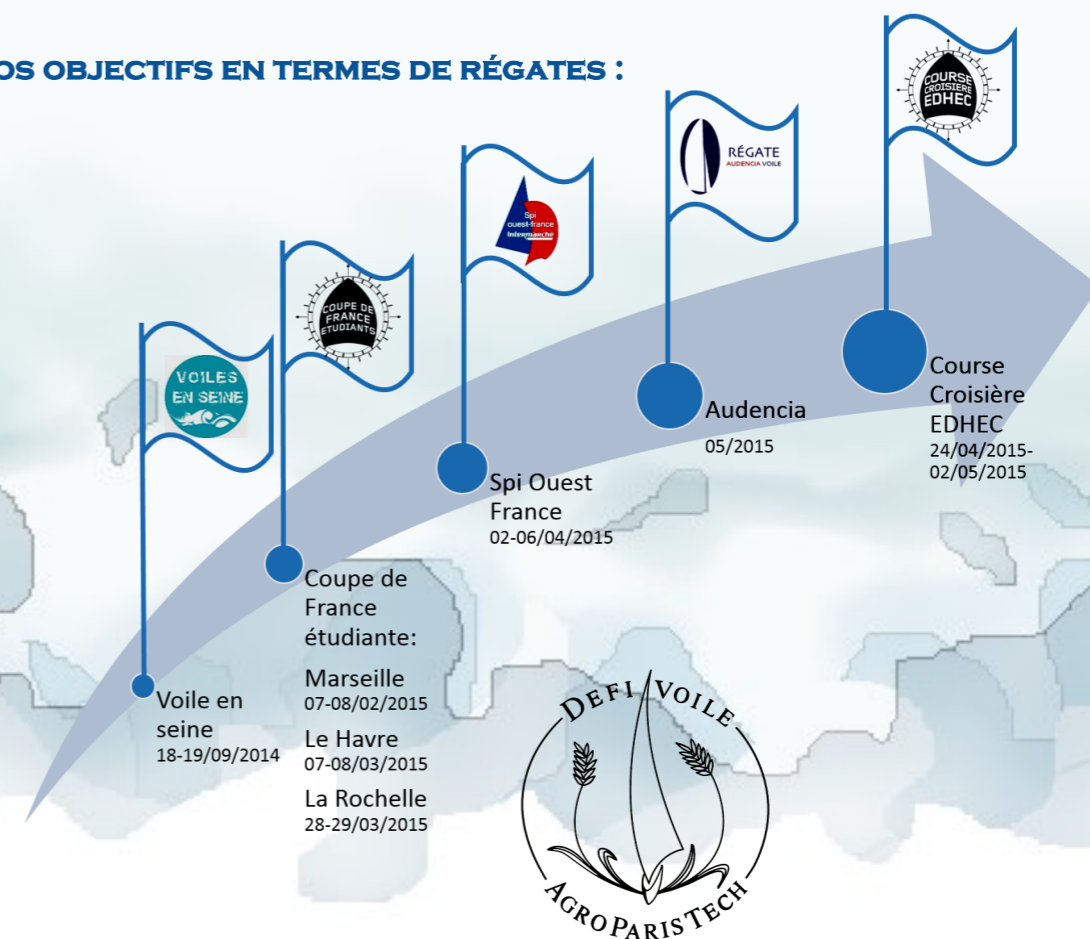 OS OBJECTIFS EN TERMES DE RÉGATES :
COURSE
CROISIERE
EDHEC
RÉGATE
AUDENCIA VOILE
Spi
ouest-france
Intermarché
COUPE DE
FRANCE
ETUDIANTS
VOILES
EN SEINE
Course
Croisière
EDHEC
24/04/2015-
02/05/2015
Audencia
05/2015
Spi Ouest
France
02-06/04/2015
Coupe de
France
étudiante:
Marseille
07-08/02/2015
Le Havre
07-08/03/2015
La Rochelle
28-29/03/2015
Voile en
seine
18-19/09/2014
DEFI VOILE
AGROPARISTECH